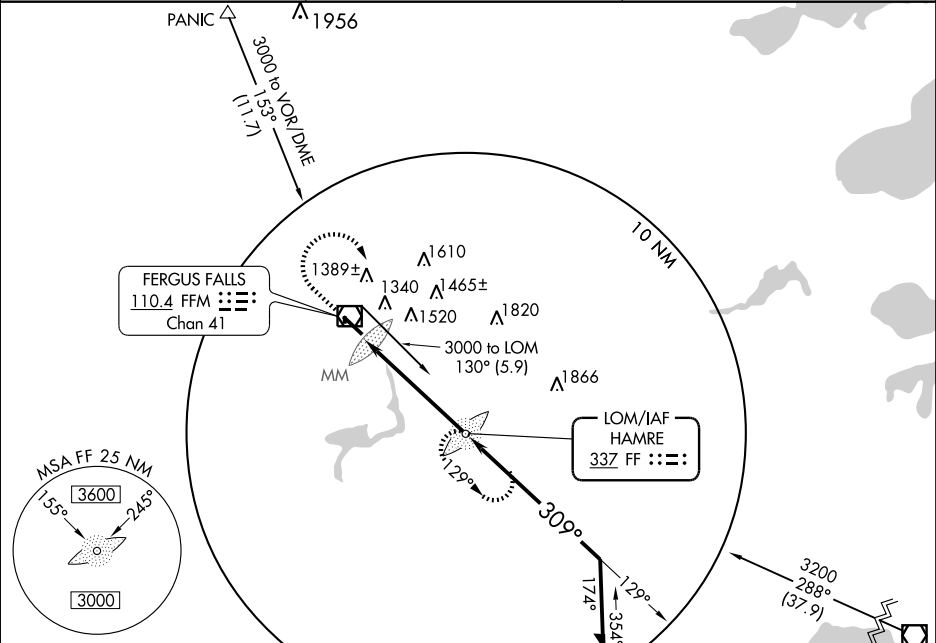 PANIC
1956
3000 to VOR/DME
153°
(11.7)
10 NM
FERGUS FALLS
110.4 FFM
Chan 41
1389±
1610
1340
1465±
1520
1820
3000 to LOM
130° (5.9)
MM
1866
LOM/IAF
HAMRE
337 FF
129°
MSA FF 25 NM
155°
3600
245°
3000
309°
129°
174°
354°
3200
288°
(37.9)